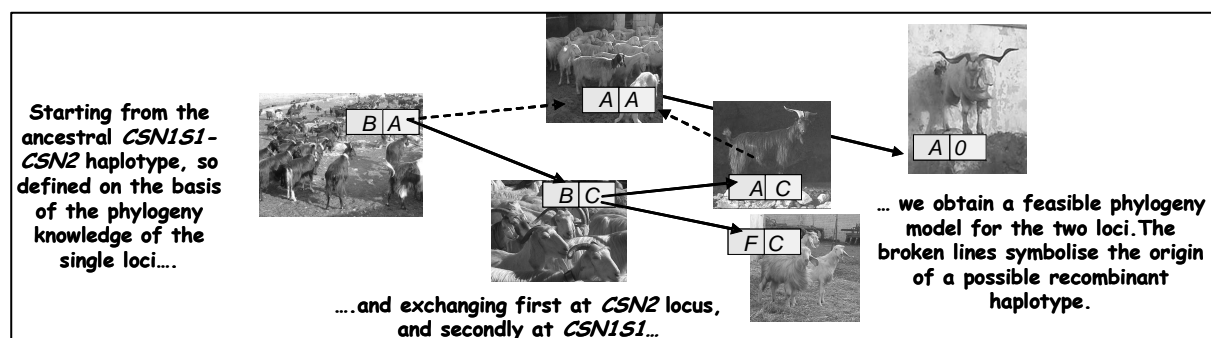 Starting from the
ancestral CSN1S1-
CSN2 haplotype, so
defined on the basis
of the phylogeny
knowledge of the
single loci….
B A
A A
B C
A C
F C
A 0
….and exchanging first at CSN2 locus,
and secondly at CSN1S1…
… we obtain a feasible phylogeny
model for the two loci.The
broken lines symbolise the origin
of a possible recombinant
haplotype.